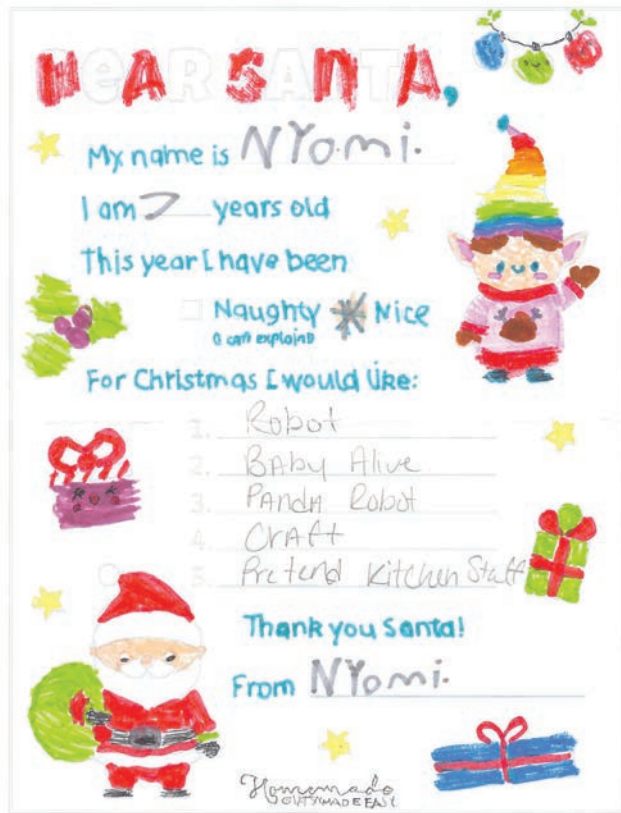 DEAR SANTA,
My name is NYomi.
I am 7 years old
This year I have been
Naughty Nice
(I can explain)
For Christmas I would like:
1. Robot
2. BAby Alive
3. PANdA Robot
4. CrAft
5. Pretend Kitchen Stuff
Thank you Santa!
From NYomi.
Homemade